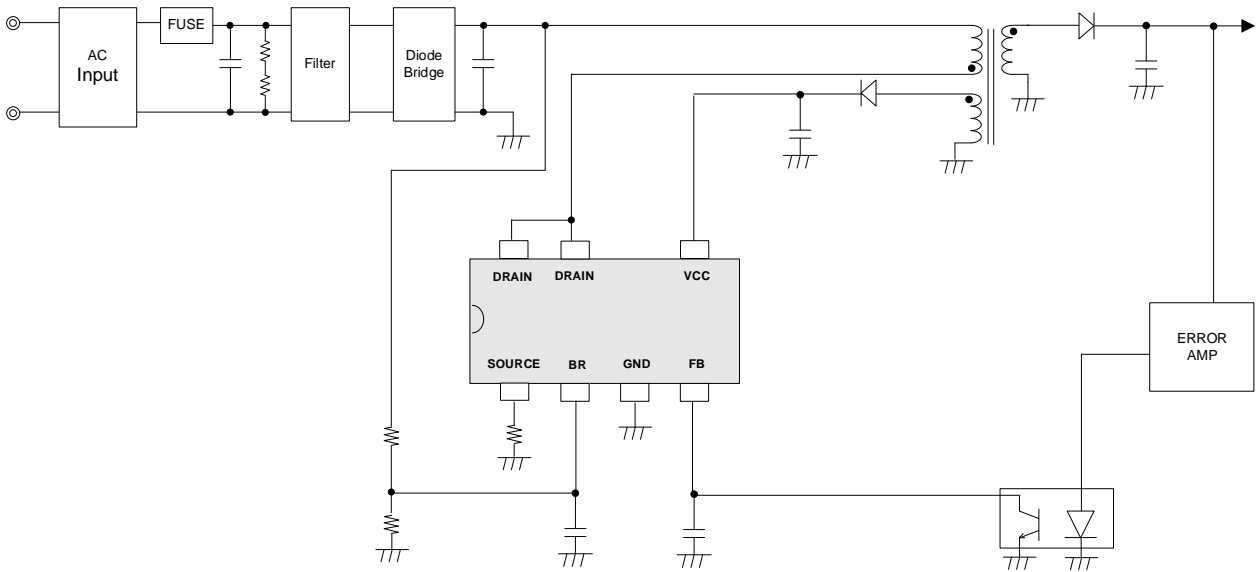 FUSE
AC
Input
Filter
Diode
Bridge
DRAIN
DRAIN
VCC
SOURCE
BR
GND
FB
ERROR
AMP